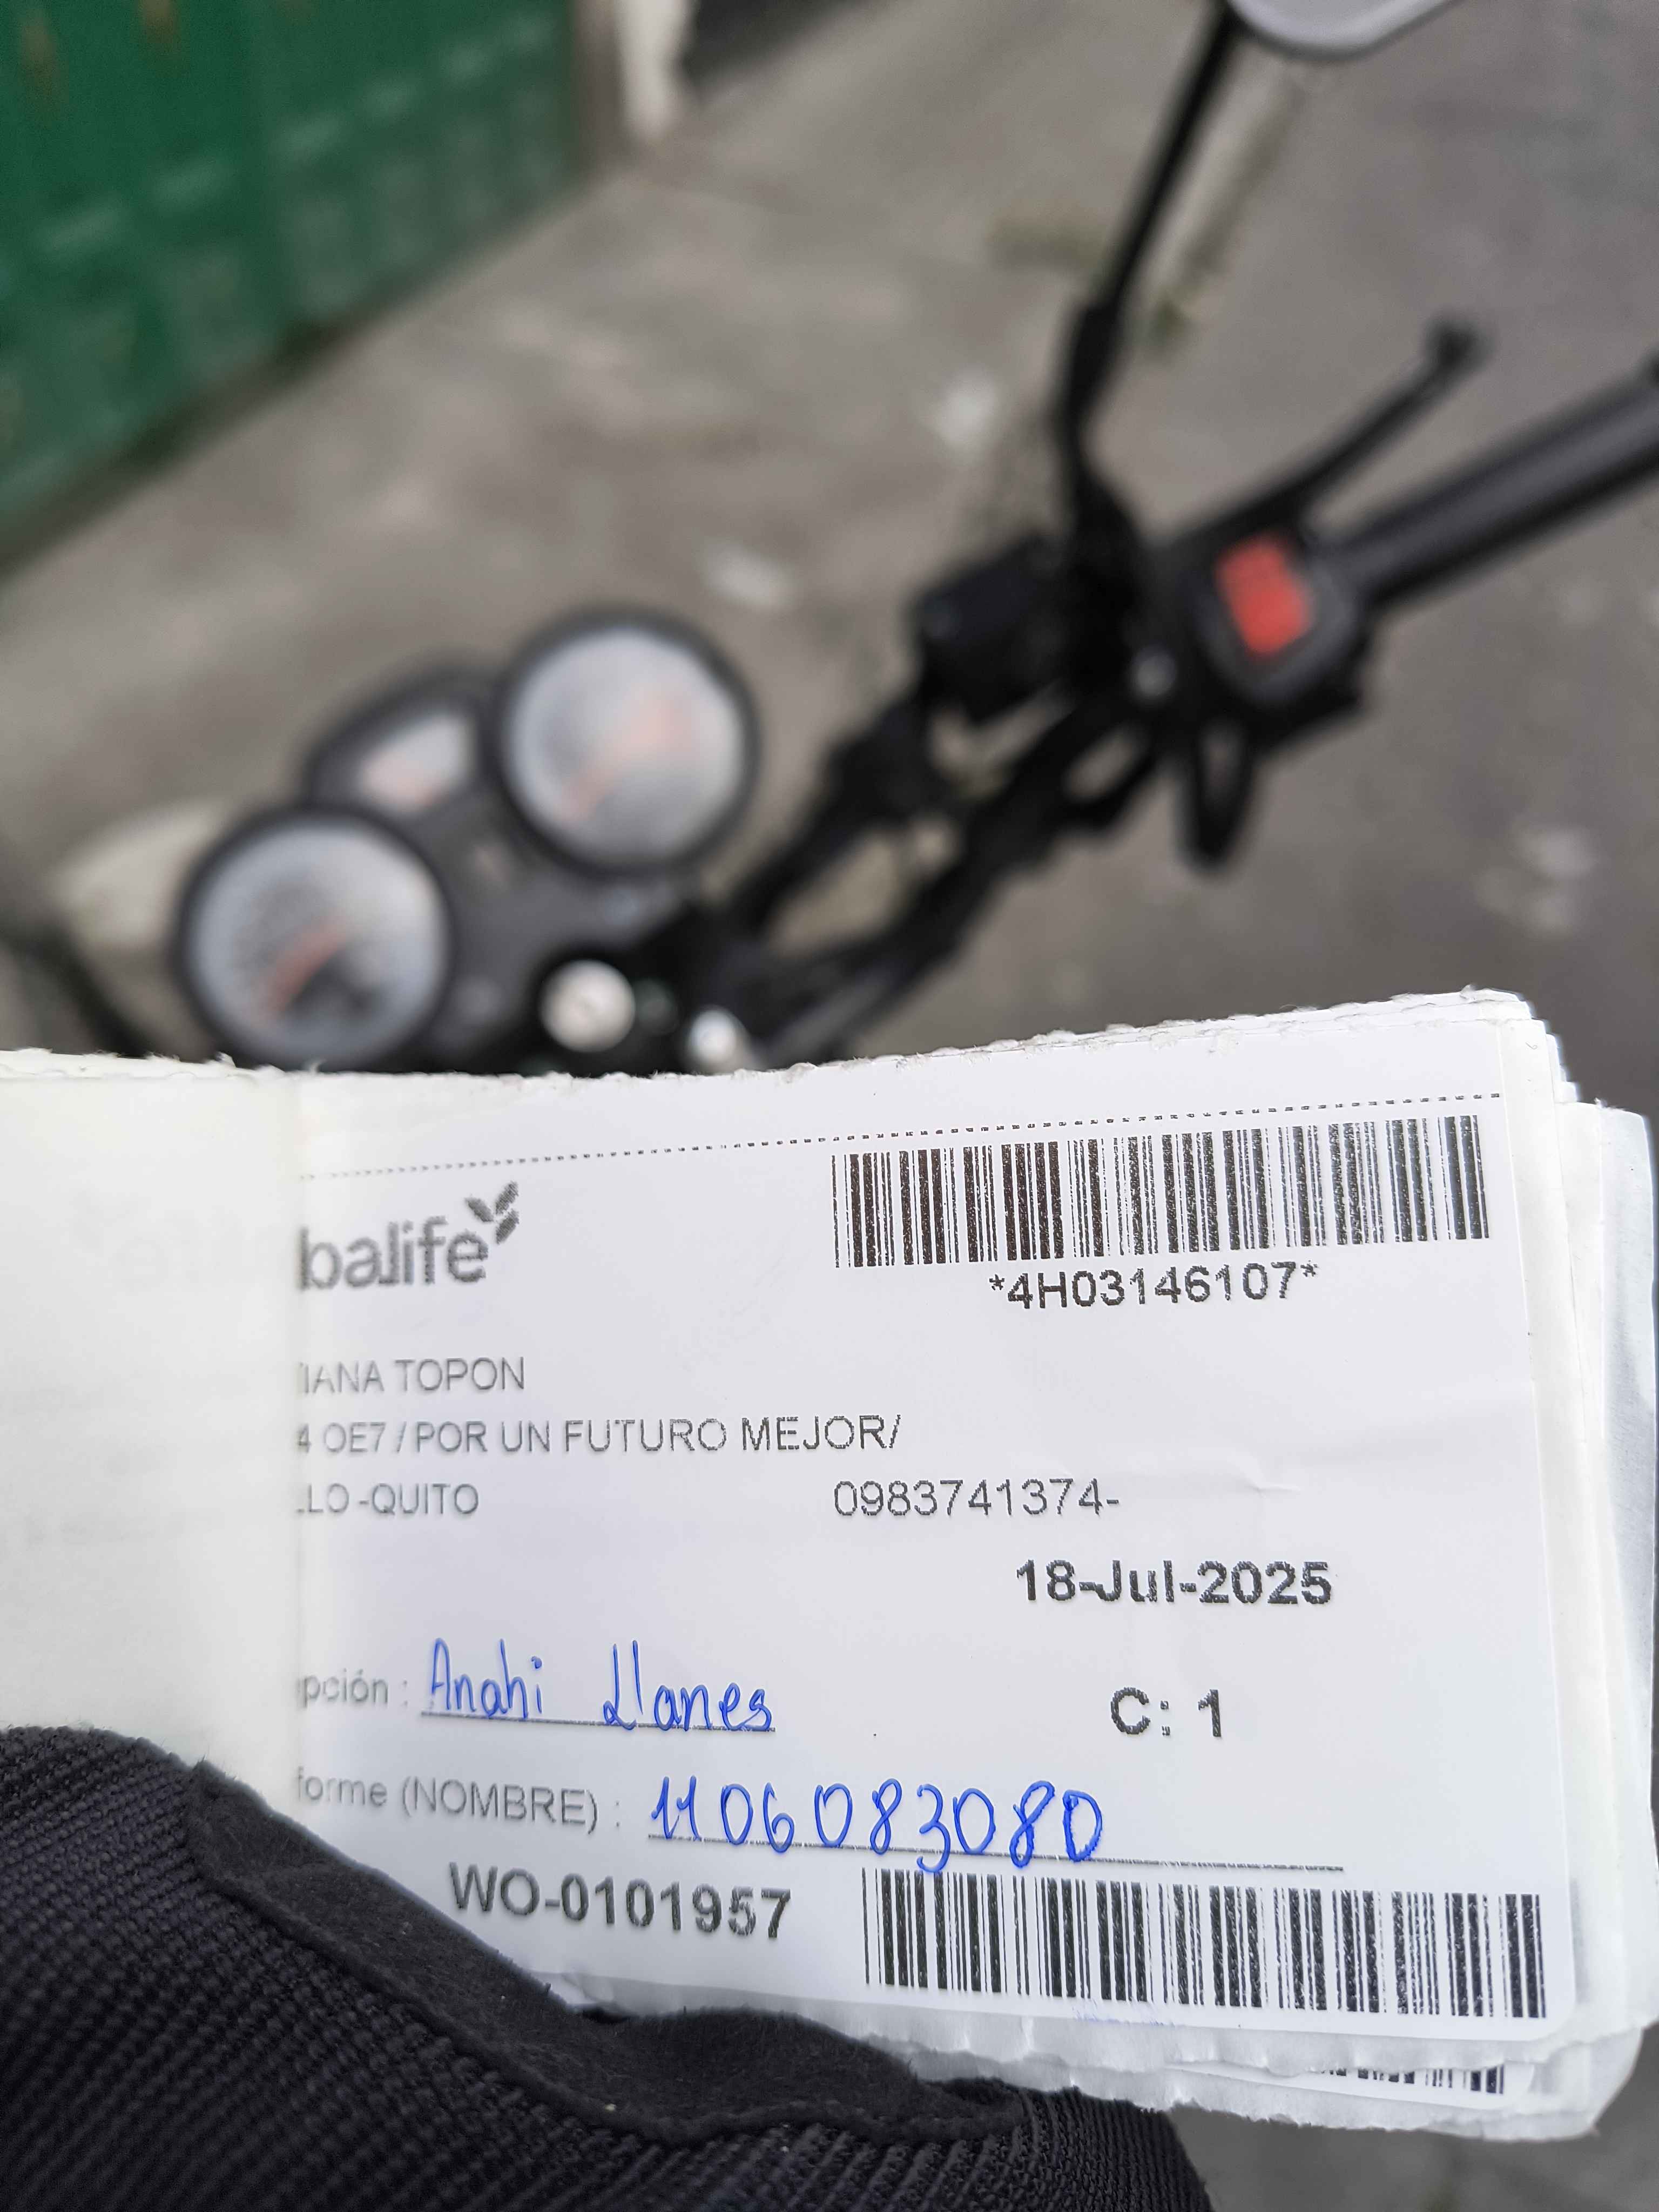 balife
*4H03146107*
IANA TOPON
4 OE7 / POR UN FUTURO MEJOR/
LLO -QUITO 0983741374-
18-Jul-2025
pción : Anahi Llanes
C: 1
forme (NOMBRE) : 1106083080
WO-0101957